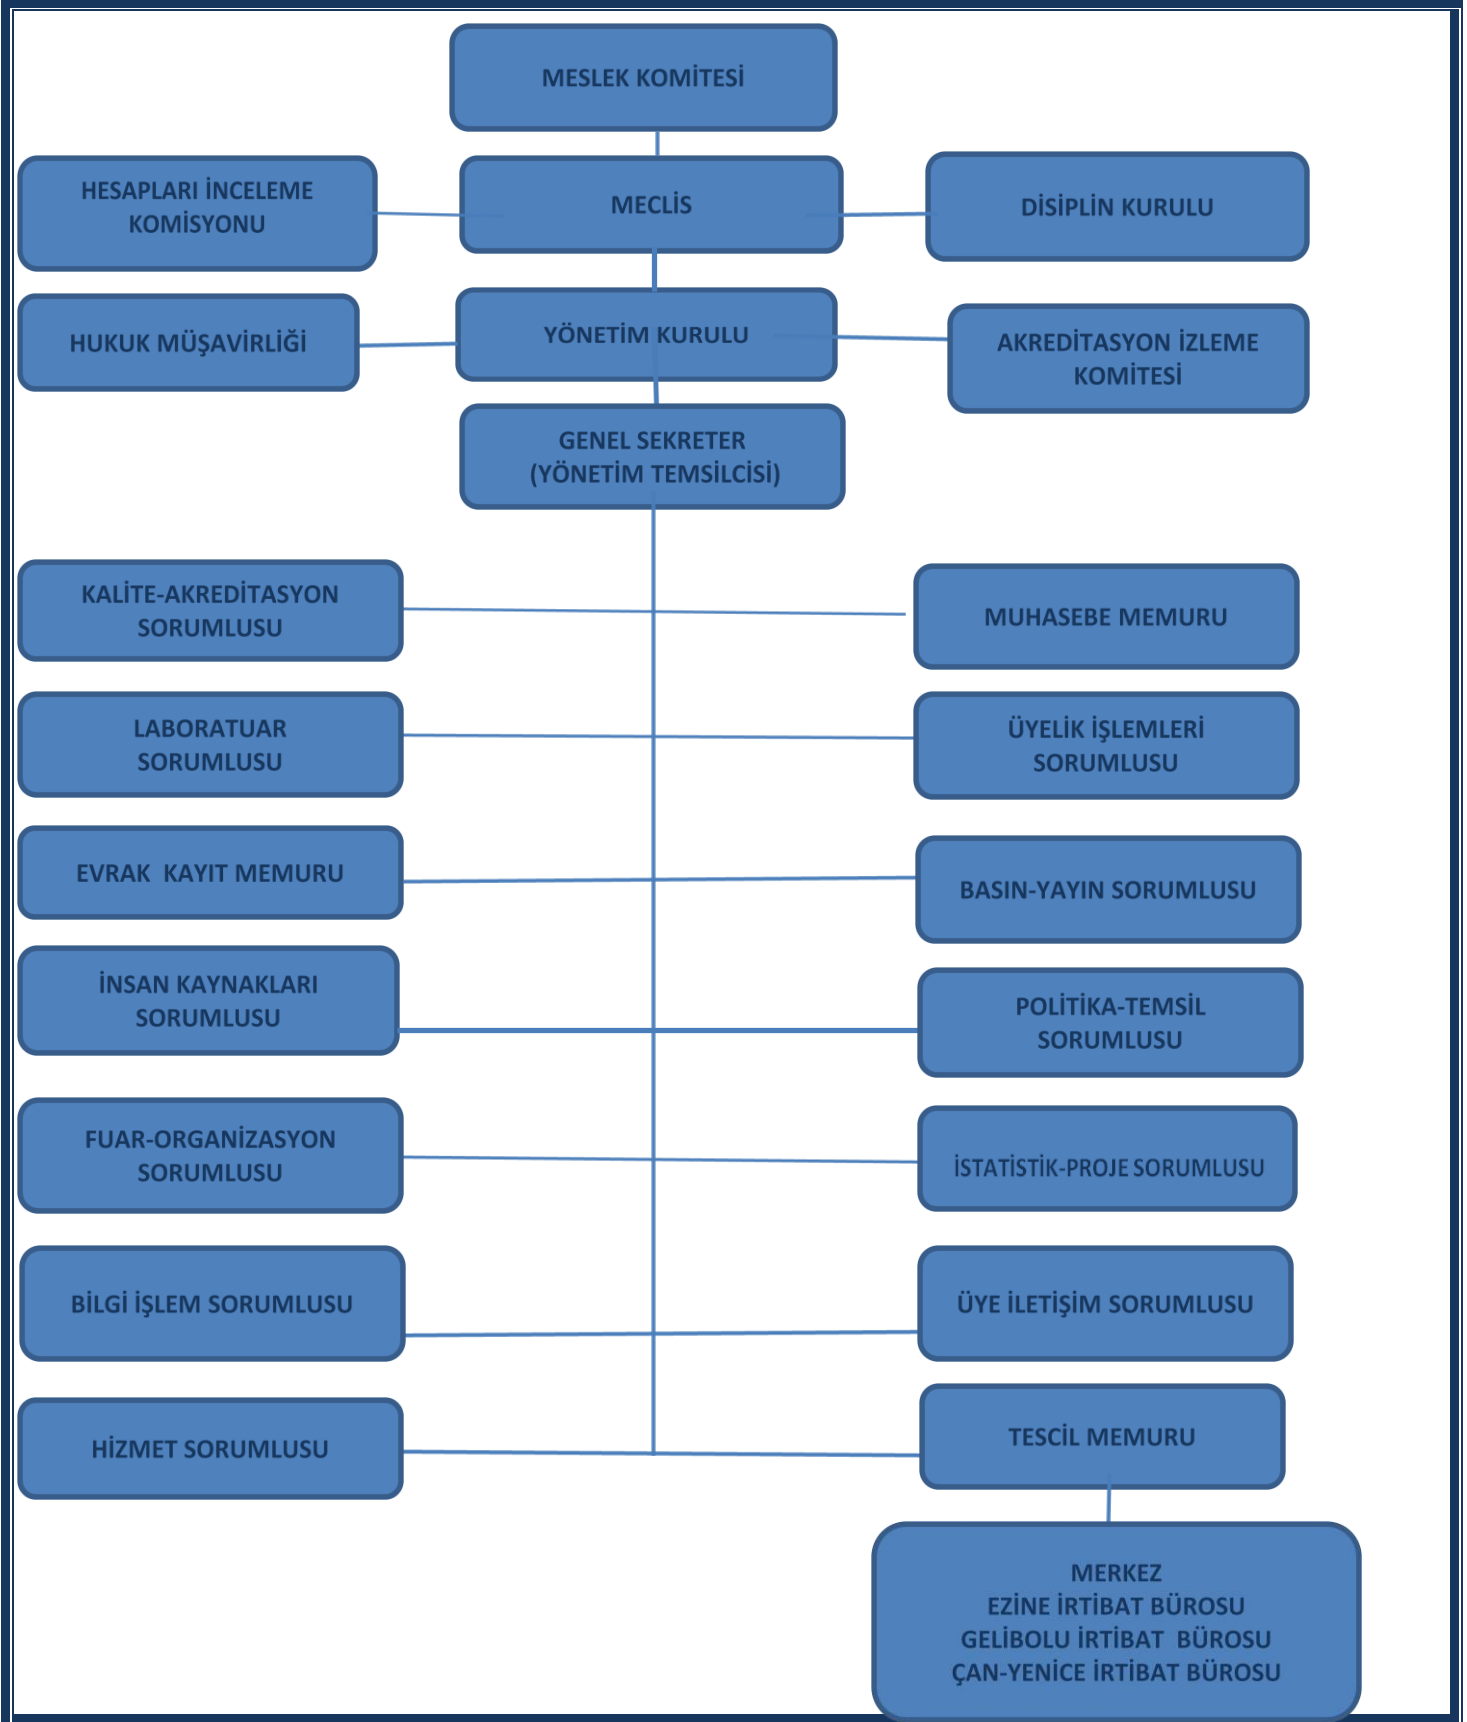 MESLEK KOMİTESİ
HESAPLARI İNCELEME
KOMİSYONU
MECLİS
DİSİPLİN KURULU
HUKUK MÜŞAVİRLİĞİ
YÖNETİM KURULU
AKREDİTASYON İZLEME
KOMİTESİ
GENEL SEKRETER
(YÖNETİM TEMSİLCİSİ)
KALİTE-AKREDİTASYON
SORUMLUSU
MUHASEBE MEMURU
LABORATUAR
SORUMLUSU
ÜYELİK İŞLEMLERİ
SORUMLUSU
EVRAK  KAYIT MEMURU
BASIN-YAYIN SORUMLUSU
İNSAN KAYNAKLARI
SORUMLUSU
POLİTİKA-TEMSİL
SORUMLUSU
FUAR-ORGANİZASYON
SORUMLUSU
İSTATİSTİK-PROJE SORUMLUSU
BİLGİ İŞLEM SORUMLUSU
ÜYE İLETİŞİM SORUMLUSU
HİZMET SORUMLUSU
TESCİL MEMURU
MERKEZ
EZİNE İRTİBAT BÜROSU
GELİBOLU İRTİBAT  BÜROSU
ÇAN-YENİCE İRTİBAT BÜROSU